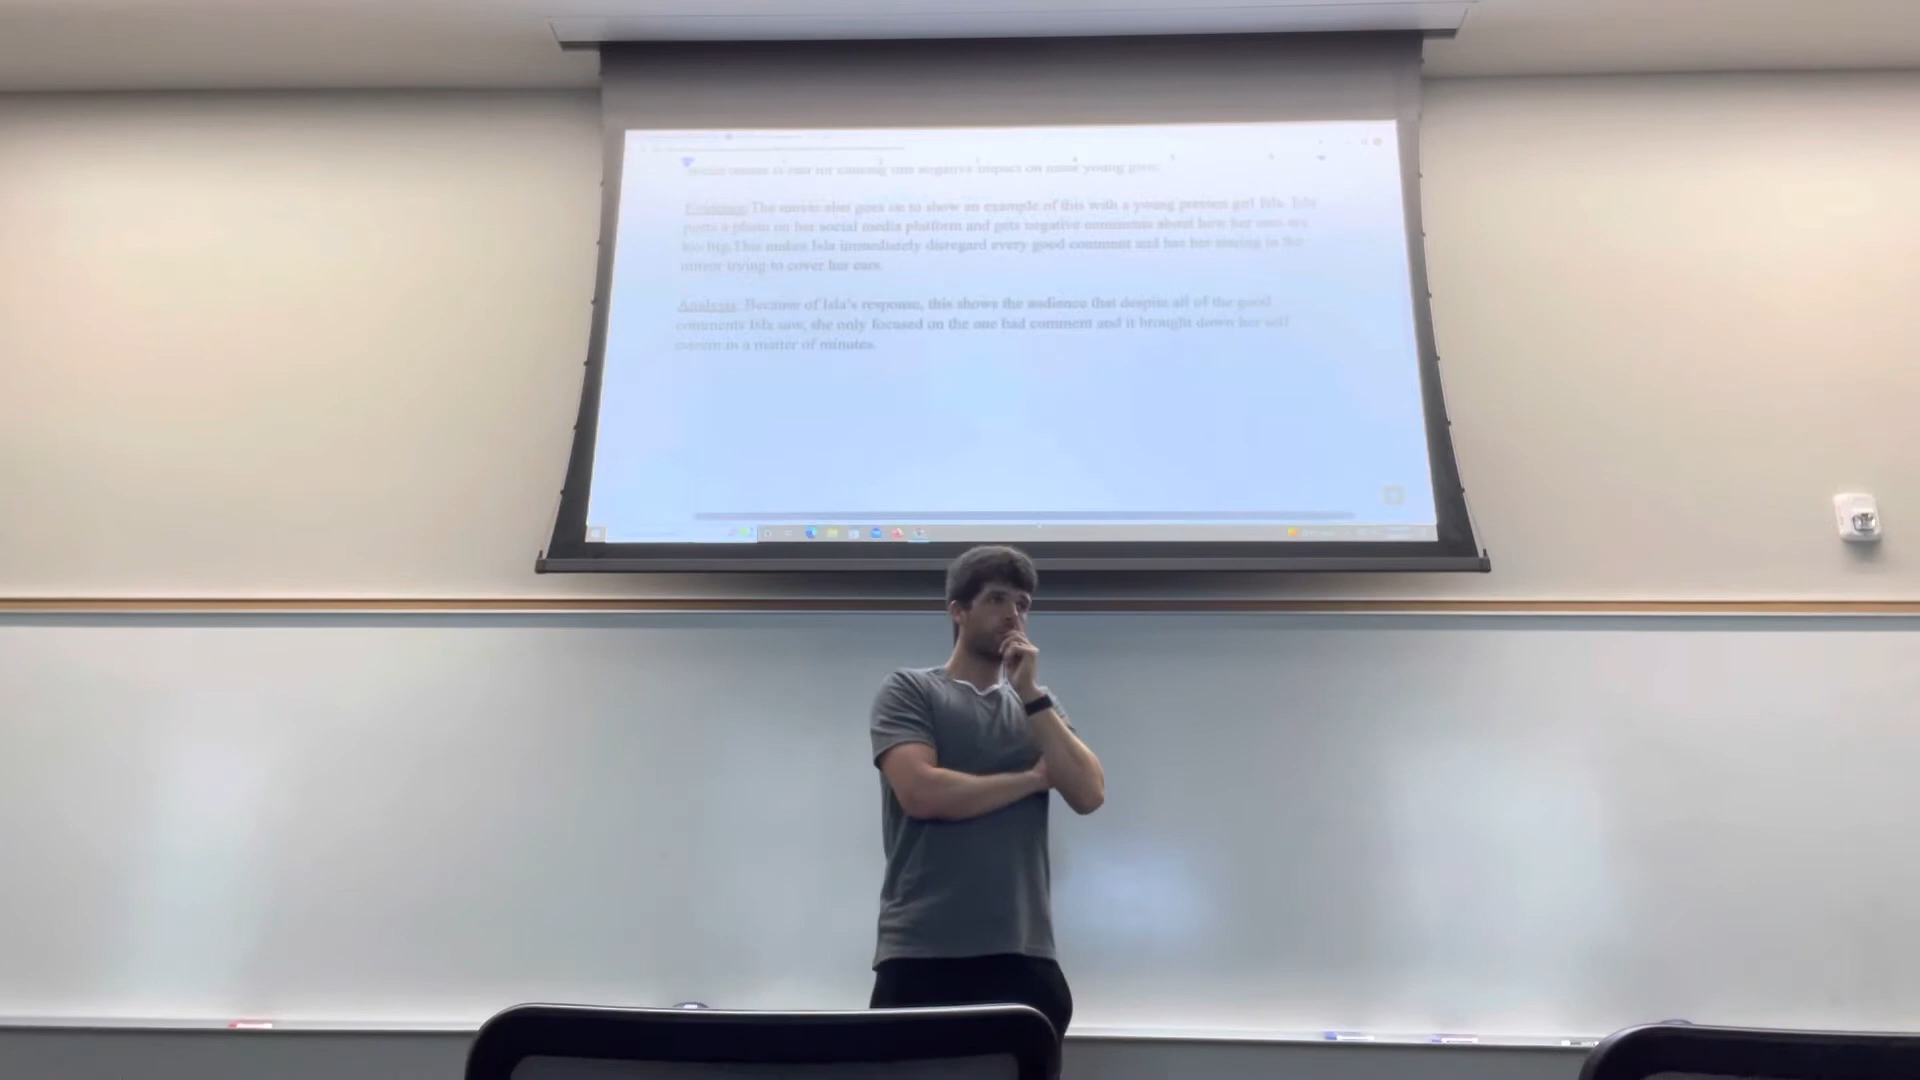 negative impact on young
Evidence: The movie also goes on to show an example of this with a young preteen girl Isla. Isla
posts a photo on her social media platform and gets negative comments about how her ears are
too big. This makes Isla immediately disregard every good comment and has her staring in the
mirror trying to cover her ears.
Analysis: Because of Isla's response, this shows the audience that despite all of the good
comments Isla saw, she only focused on the one bad comment and it brought down her self
esteem in a matter of minutes.